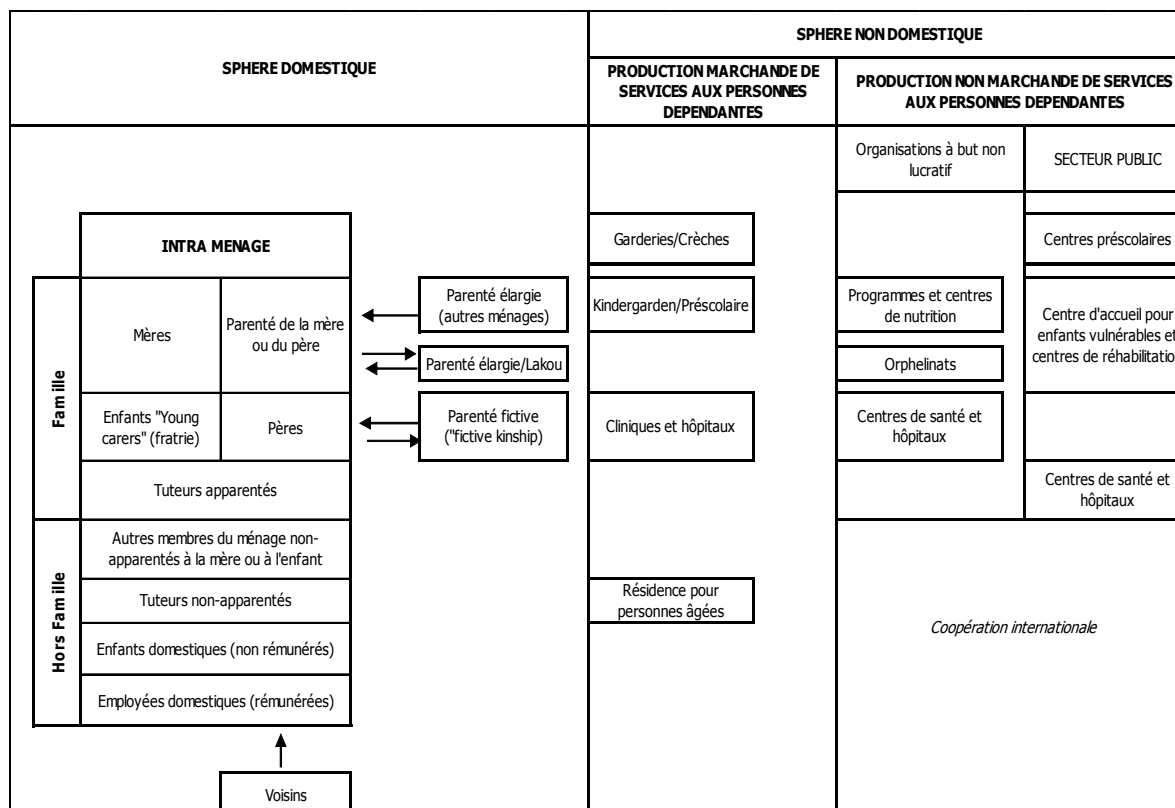 SPHERE DOMESTIQUE
SPHERE NON DOMESTIQUE
PRODUCTION MARCHANDE DE
SERVICES AUX PERSONNES
DEPENDANTES
PRODUCTION NON MARCHANDE DE SERVICES
AUX PERSONNES DEPENDANTES
Organisations à but non
lucratif
SECTEUR PUBLIC
INTRA MENAGE
Garderies/Crèches
Centres préscolaires
Famille
Mères
Parenté de la mère
ou du père
Parenté élargie
(autres ménages)
Kindergarden/Préscolaire
Programmes et centres
de nutrition
Centre d'accueil pour
enfants vulnérables et
centres de réhabilitatio
Parenté élargie/Lakou
Orphelinats
Enfants "Young
carers" (fratrie)
Pères
Parenté fictive
("fictive kinship)
Cliniques et hôpitaux
Centres de santé et
hôpitaux
Tuteurs apparentés
Centres de santé et
hôpitaux
Hors Famille
Autres membres du ménage non-
apparentés à la mère ou à l'enfant
Tuteurs non-apparentés
Résidence pour
personnes âgées
Coopération internationale
Enfants domestiques (non rémunérés)
Employées domestiques (rémunérées)
Voisins